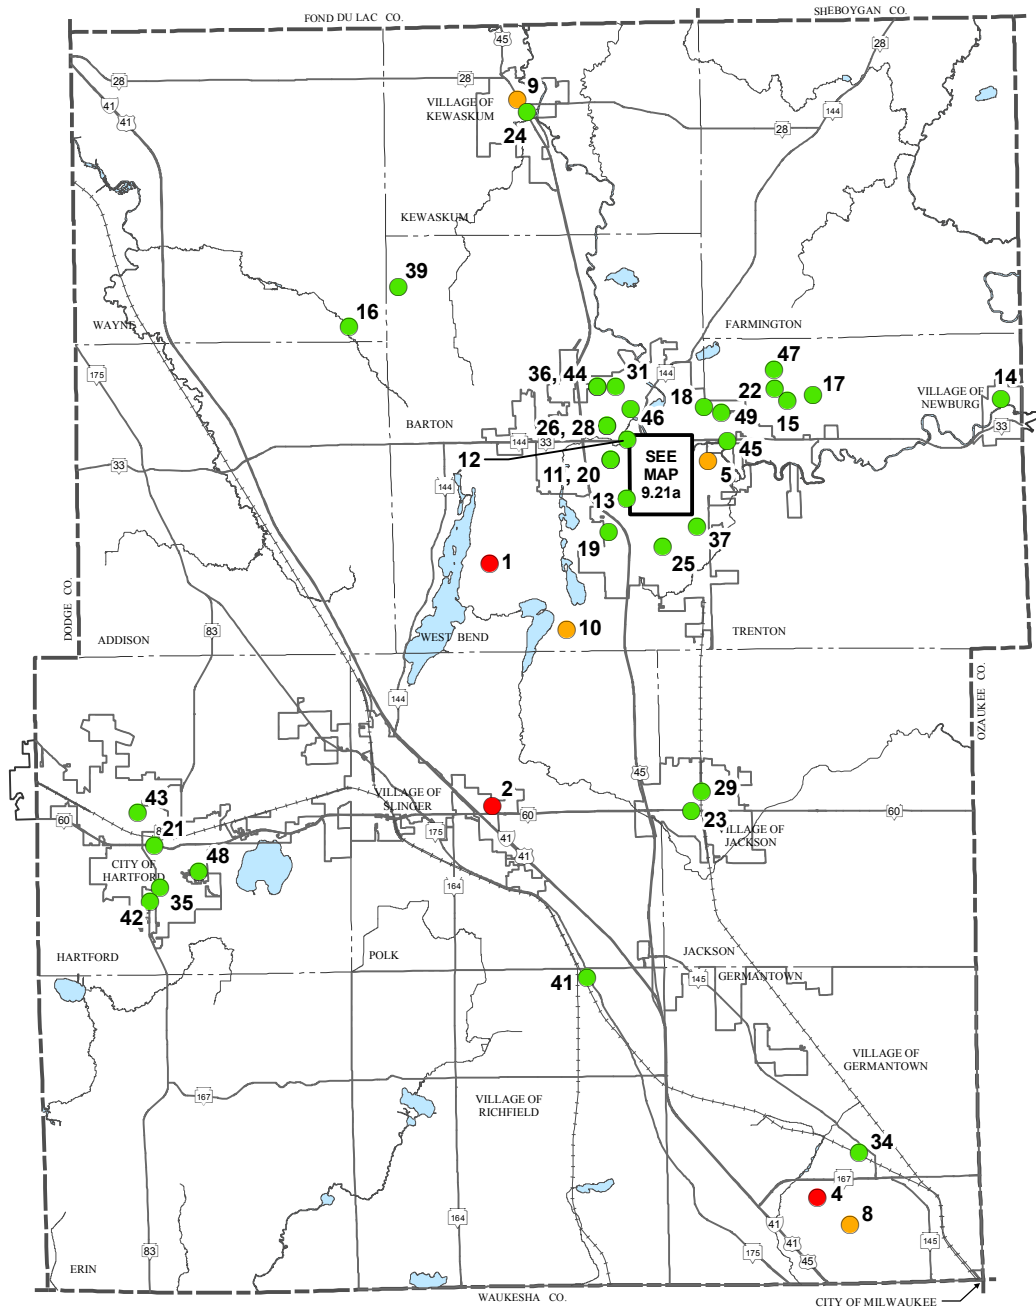 FOND DU LAC CO.
SHEBOYGAN CO.
45
28
28
28
41
41
9
VILLAGE OF
KEWASKUM
24
144
28
KEWASKUM
39
16
WAYNE
FARMINGTON
175
47
36, 44
31
144
22
17
14
VILLAGE OF
NEWBURG
18
49
15
46
BARTON
26, 28
144
33
33
45
12
SEE
MAP
9.21a
33
11, 20
5
144
13
19
37
25
1
DODGE CO.
83
10
ADDISON
WEST BEND
TRENTON
OZAUKEE CO.
144
45
29
43
VILLAGE OF
SLINGER
2
60
60
23
60
VILLAGE OF
JACKSON
21
175
41
41
CITY OF
HARTFORD
48
35
42
164
HARTFORD
POLK
JACKSON
GERMANTOWN
145
41
VILLAGE OF
GERMANTOWN
167
VILLAGE OF
RICHFIELD
34
167
4
8
164
41
41
45
83
175
145
ERIN
WAUKESHA CO.
CITY OF MILWAUKEE